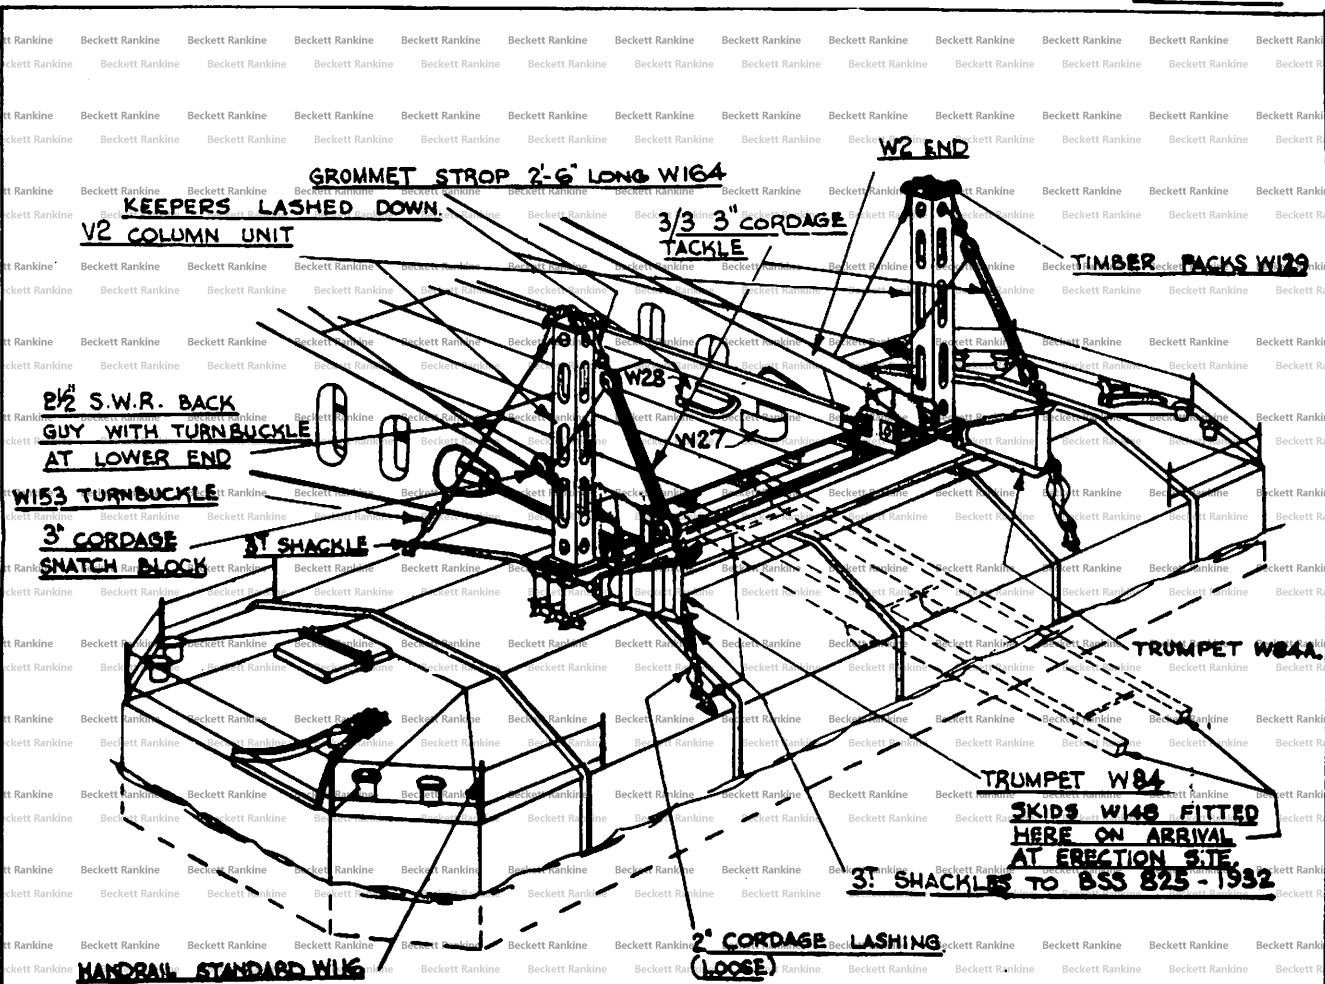 W2 END
GROMMET STROP 2'-6" LONG W164
KEEPERS LASHED DOWN.
V2 COLUMN UNIT
3/3 3" CORDAGE
TACKLE
TIMBER PACKS W129
W28
W27
2½" S.W.R. BACK
GUY WITH TURNBUCKLE
AT LOWER END
W153 TURNBUCKLE
3" CORDAGE
SNATCH BLOCK
3T SHACKLE
TRUMPET W84A.
TRUMPET W84
SKIDS W148 FITTED
HERE ON ARRIVAL
AT ERECTION SITE.
3T SHACKLES TO BSS 825-1932
2" CORDAGE LASHING
(LOOSE)
HANDRAIL STANDARD W116
Beckett Rankine